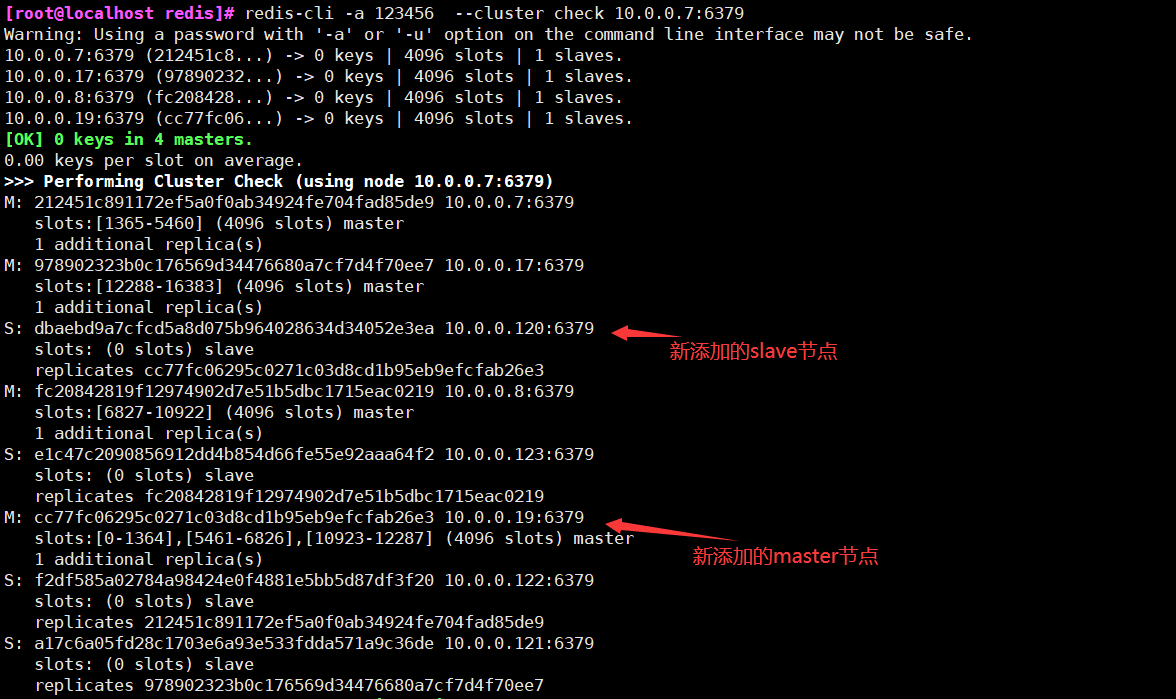 [root@localhost redis]# redis-cli -a 123456  --cluster check 10.0.0.7:6379
Warning: Using a password with '-a' or '-u' option on the command line interface may not be safe.
10.0.0.7:6379 (212451c8...) -> 0 keys | 4096 slots | 1 slaves.
10.0.0.17:6379 (97890232...) -> 0 keys | 4096 slots | 1 slaves.
10.0.0.8:6379 (fc208428...) -> 0 keys | 4096 slots | 1 slaves.
10.0.0.19:6379 (cc77fc06...) -> 0 keys | 4096 slots | 1 slaves.
[OK] 0 keys in 4 masters.
0.00 keys per slot on average.
>>> Performing Cluster Check (using node 10.0.0.7:6379)
M: 212451c891172ef5a0f0ab34924fe704fad85de9 10.0.0.7:6379
   slots:[1365-5460] (4096 slots) master
   1 additional replica(s)
M: 978902323b0c176569d34476680a7cf7d4f70ee7 10.0.0.17:6379
   slots:[12288-16383] (4096 slots) master
   1 additional replica(s)
S: dbaebd9a7cfcd5a8d075b964028634d34052e3ea 10.0.0.120:6379
新添加的slave节点
   slots: (0 slots) slave
   replicates cc77fc06295c0271c03d8cd1b95eb9efcfab26e3
M: fc20842819f12974902d7e51b5dbc1715eac0219 10.0.0.8:6379
   slots:[6827-10922] (4096 slots) master
   1 additional replica(s)
S: e1c47c2090856912dd4b854d66fe55e92aaa64f2 10.0.0.123:6379
   slots: (0 slots) slave
   replicates fc20842819f12974902d7e51b5dbc1715eac0219
M: cc77fc06295c0271c03d8cd1b95eb9efcfab26e3 10.0.0.19:6379
   slots:[0-1364],[5461-6826],[10923-12287] (4096 slots) master
新添加的master节点
   1 additional replica(s)
S: f2df585a02784a98424e0f4881e5bb5d87df3f20 10.0.0.122:6379
   slots: (0 slots) slave
   replicates 212451c891172ef5a0f0ab34924fe704fad85de9
S: a17c6a05fd28c1703e6a93e533fdda571a9c36de 10.0.0.121:6379
   slots: (0 slots) slave
   replicates 978902323b0c176569d34476680a7cf7d4f70ee7